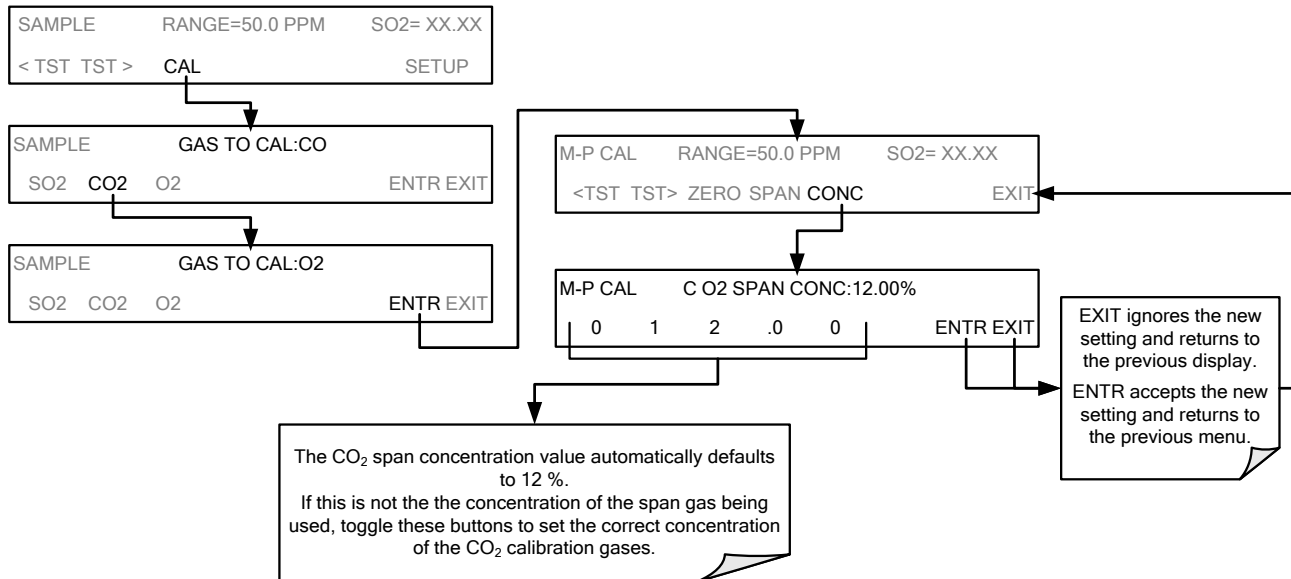 SAMPLE RANGE=50.0 PPM SO2= XX.XX
< TST TST > CAL SETUP
SAMPLE GAS TO CAL:CO
SO2 CO2 O2 ENTR EXIT
SAMPLE GAS TO CAL:O2
SO2 CO2 O2 ENTR EXIT
M-P CAL RANGE=50.0 PPM SO2= XX.XX
<TST TST> ZERO SPAN CONC EXIT
M-P CAL C O2 SPAN CONC:12.00%
0 1 2 .0 0 ENTR EXIT
EXIT ignores the new
setting and returns to
the previous display.
ENTR accepts the new
setting and returns to
the previous menu.
The CO₂ span concentration value automatically defaults
to 12 %.
If this is not the the concentration of the span gas being
used, toggle these buttons to set the correct concentration
of the CO₂ calibration gases.